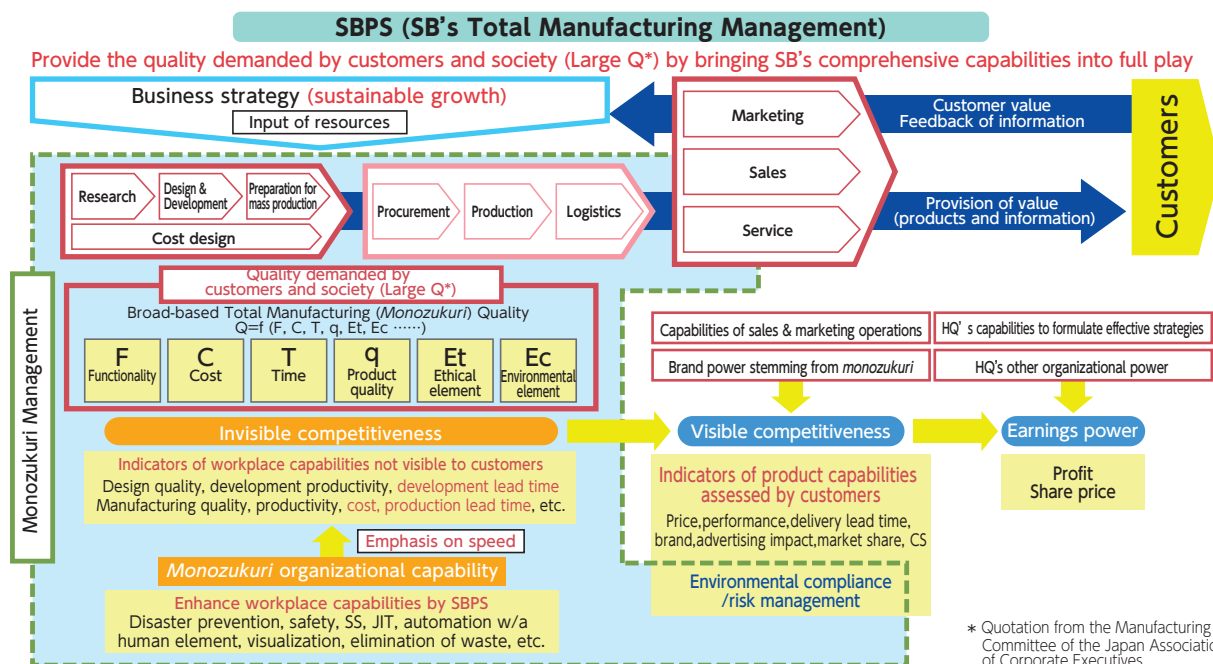 SBPS (SB's Total Manufacturing Management)
Provide the quality demanded by customers and society (Large Q*) by bringing SB's comprehensive capabilities into full play
Business strategy (sustainable growth)
Input of resources
Marketing
Sales
Service
Customer value
Feedback of information
Provision of value
(products and information)
Customers
Research
Design &
Development
Preparation for
mass production
Cost design
Procurement
Production
Logistics
Monozukuri Management
Quality demanded by
customers and society (Large Q*)
Broad-based Total Manufacturing (Monozukuri) Quality
Q=f (F, C, T, q, Et, Ec ……)
F
Functionality
C
Cost
T
Time
q
Product
quality
Et
Ethical
element
Ec
Environmental
element
Capabilities of sales & marketing operations
Brand power stemming from monozukuri
HQ' s capabilities to formulate effective strategies
HQ's other organizational power
Invisible competitiveness
Visible competitiveness
Earnings power
Indicators of workplace capabilities not visible to customers
Design quality, development productivity, development lead time
Manufacturing quality, productivity, cost, production lead time, etc.
Indicators of product capabilities
assessed by customers
Price,performance,delivery lead time,
brand,advertising impact,market share, CS
Profit
Share price
Emphasis on speed
Monozukuri organizational capability
Enhance workplace capabilities by SBPS
Disaster prevention, safety, SS, JIT, automation w/a
human element, visualization, elimination of waste, etc.
Environmental compliance
/risk management
* Quotation from the Manufacturing
Committee of the Japan Associatio
of Corporate Executives